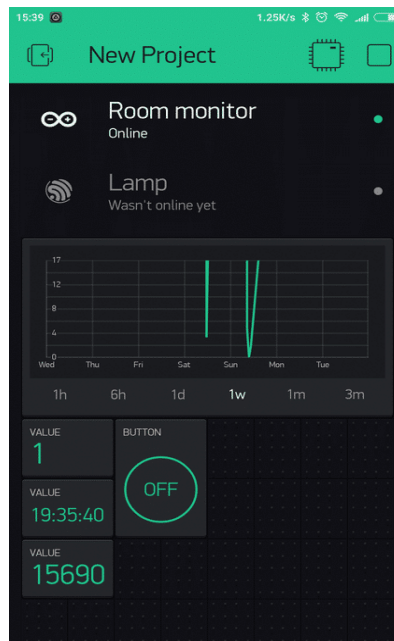 15:39 1.25K/s
New Project
Room monitor
Online
Lamp
Wasn't online yet
17
12
8
4
0
Wed Thu Fri Sat Sun Mon Tue
1h 6h 1d 1w 1m 3m
VALUE
1
BUTTON
OFF
VALUE
19:35:40
VALUE
15690